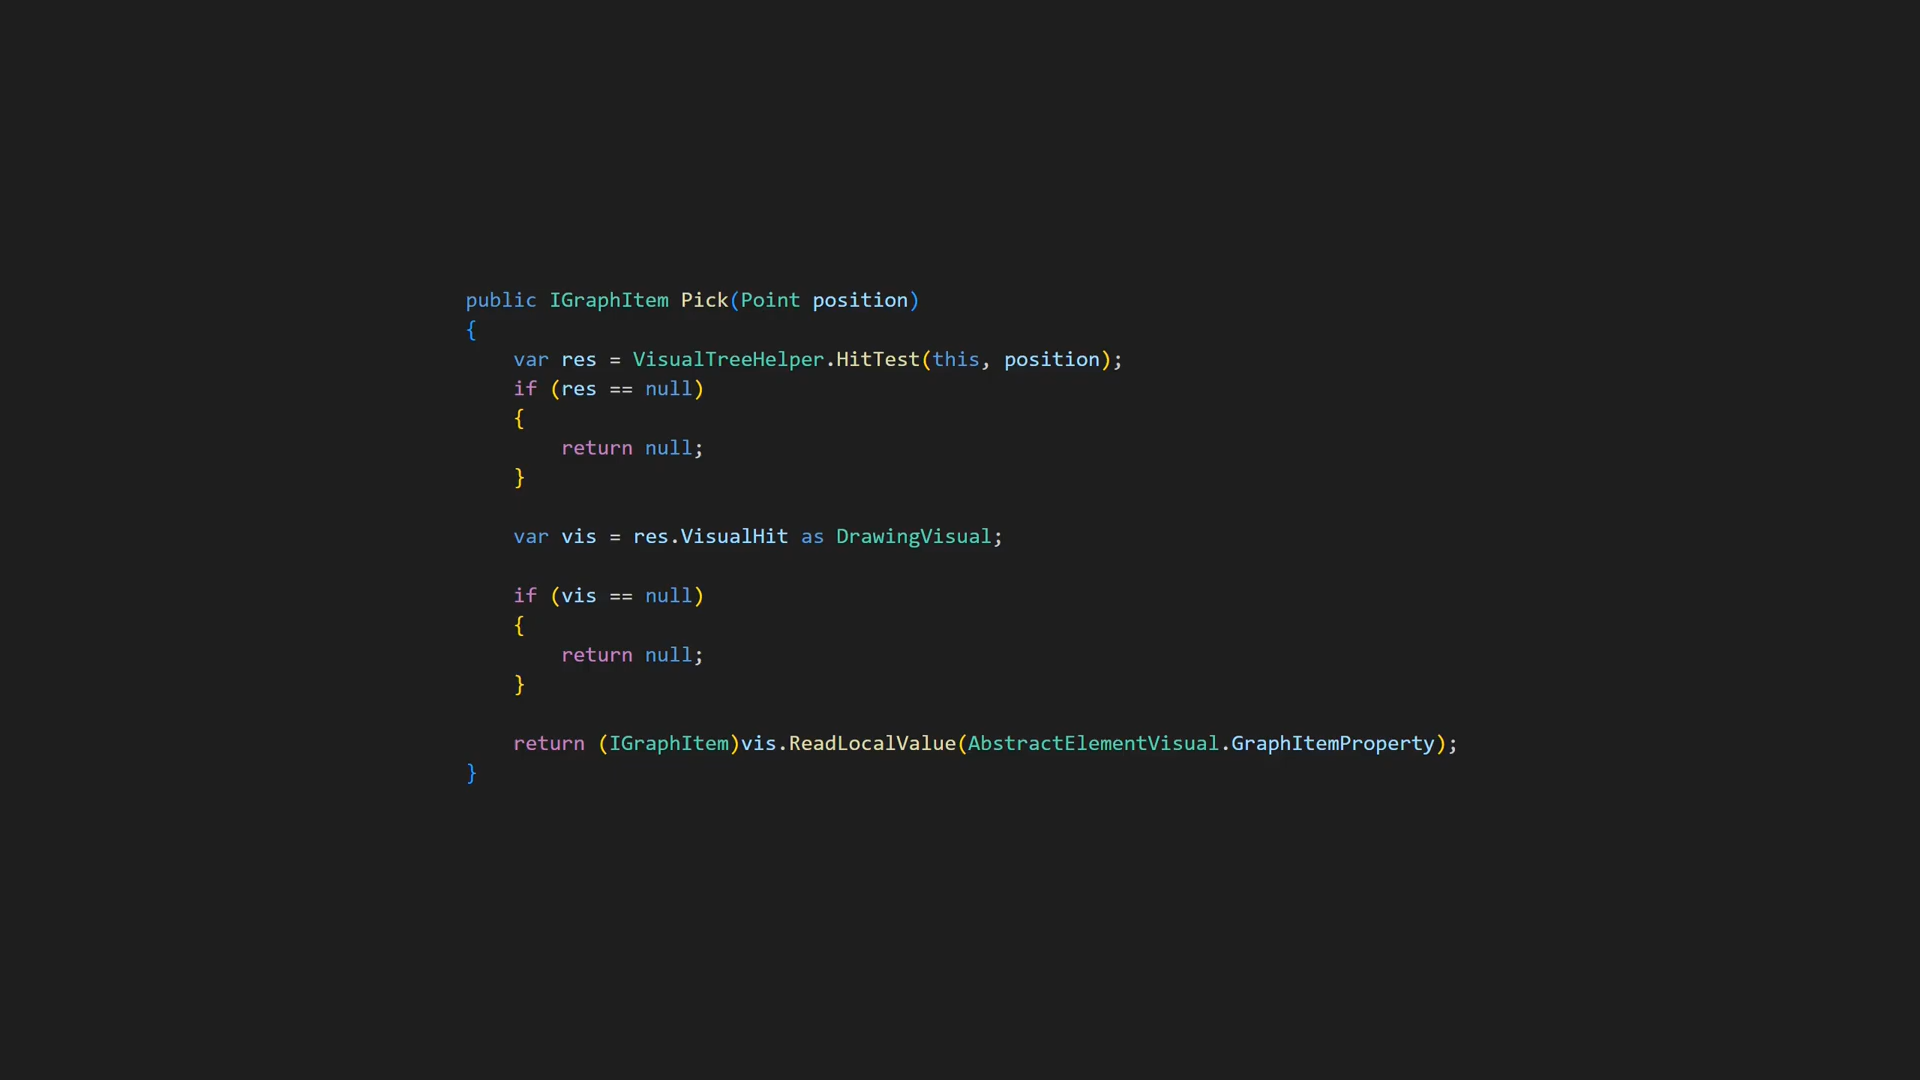 public IGraphItem Pick(Point position)
{
    var res = VisualTreeHelper.HitTest(this, position);
    if (res == null)
    {
        return null;
    }

    var vis = res.VisualHit as DrawingVisual;

    if (vis == null)
    {
        return null;
    }

    return (IGraphItem)vis.ReadLocalValue(AbstractElementVisual.GraphItemProperty);
}